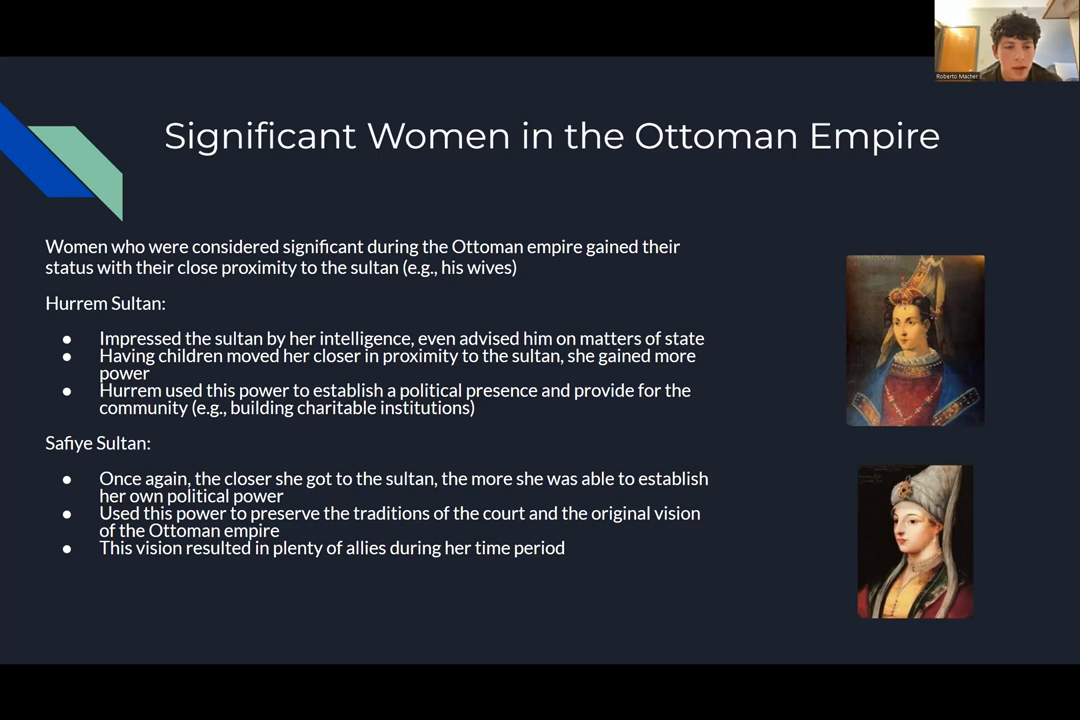 Roberto Macher
Significant Women in the Ottoman Empire
Women who were considered significant during the Ottoman empire gained their
status with their close proximity to the sultan (e.g., his wives)
Hurrem Sultan:
● Impressed the sultan by her intelligence, even advised him on matters of state
● Having children moved her closer in proximity to the sultan, she gained more
power
● Hurrem used this power to establish a political presence and provide for the
community (e.g., building charitable institutions)
Safiye Sultan:
● Once again, the closer she got to the sultan, the more she was able to establish
her own political power
● Used this power to preserve the traditions of the court and the original vision
of the Ottoman empire
● This vision resulted in plenty of allies during her time period